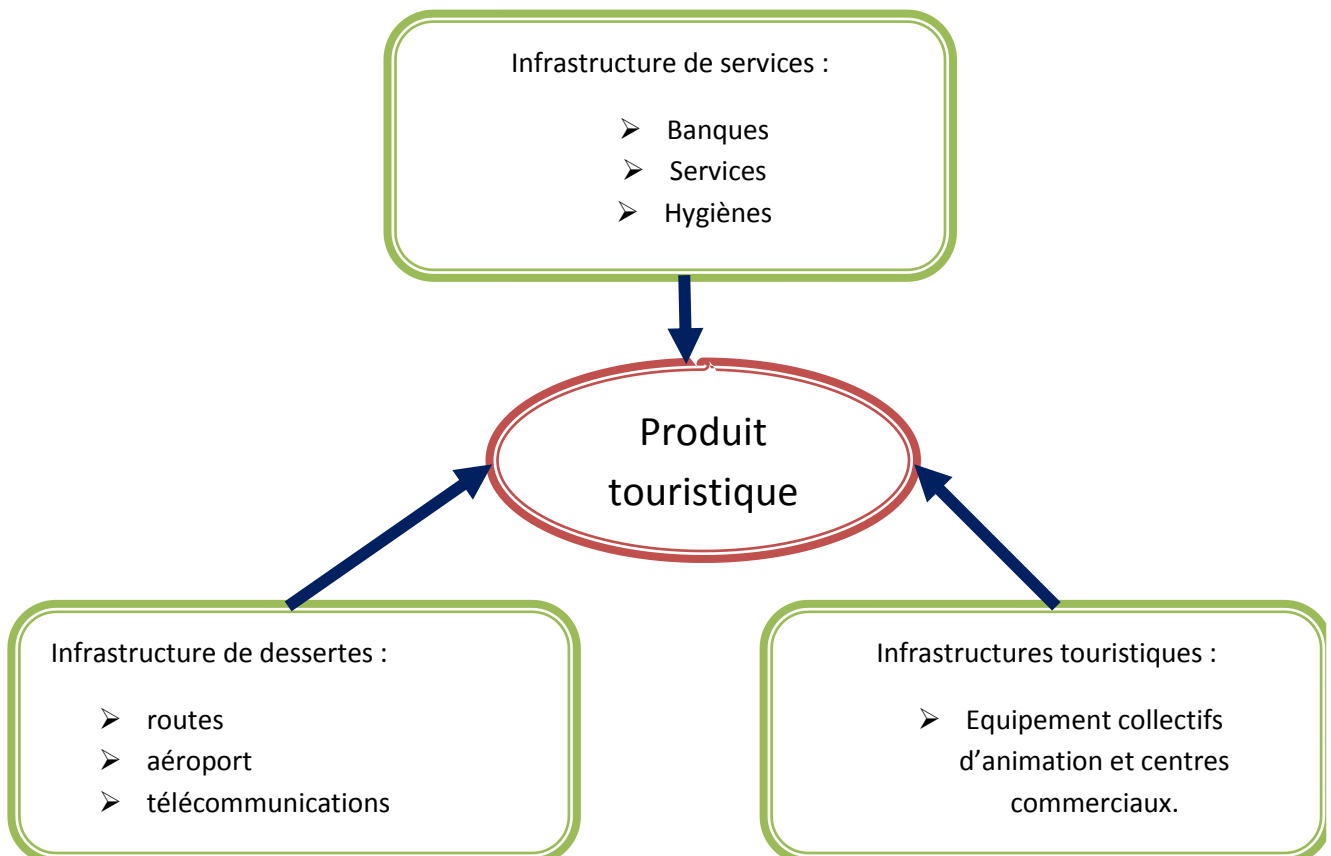 Infrastructure de services :
➢ Banques
➢ Services
➢ Hygiènes
Produit
touristique
Infrastructure de dessertes :
➢ routes
➢ aéroport
➢ télécommunications
Infrastructures touristiques :
➢ Equipement collectifs
d’animation et centres
commerciaux.